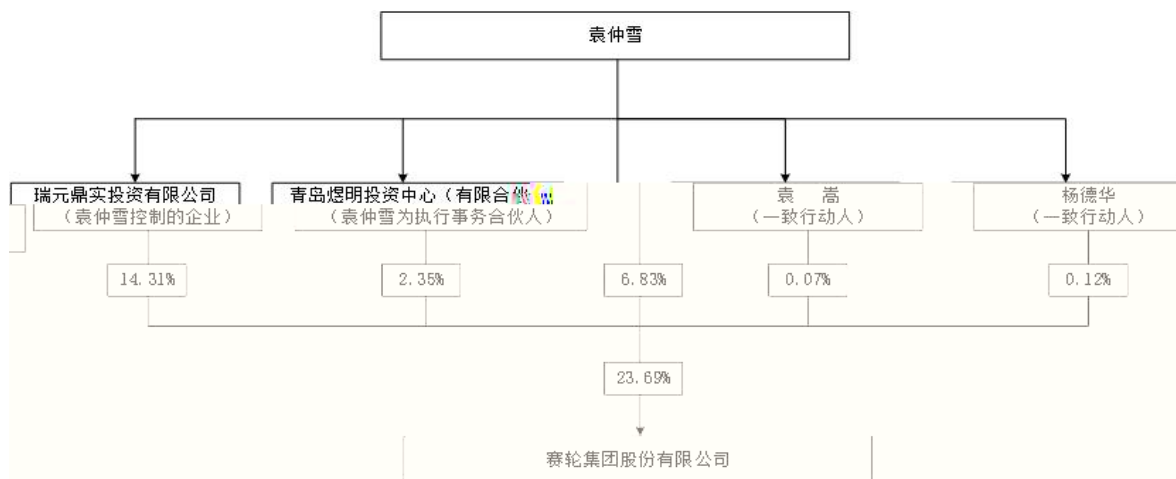 袁仲雪
瑞元鼎实投资有限公司
（袁仲雪控制的企业）
青岛煜明投资中心（有限合伙
（袁仲雪为执行事务合伙人）
袁 嵩
（一致行动人）
杨德华
（一致行动人）
14.31%
2.35%
6.83%
0.07%
0.12%
23.69%
赛轮集团股份有限公司